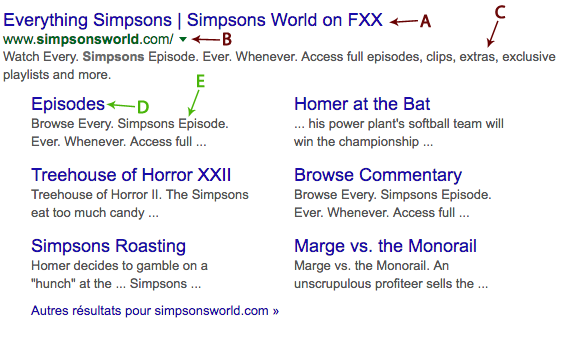 Everything Simpsons | Simpsons World on FXX A C
www.simpsonsworld.com/ B
Watch Every. Simpsons Episode. Ever. Whenever. Access full episodes, clips, extras, exclusive
playlists and more.
E
Episodes D
Browse Every. Simpsons Episode.
Ever. Whenever. Access full ...
Homer at the Bat
... his power plant's softball team will
win the championship ...
Treehouse of Horror XXII
Treehouse of Horror II. The Simpsons
eat too much candy ...
Browse Commentary
Browse Every. Simpsons Episode.
Ever. Whenever. Access full ...
Simpsons Roasting
Homer decides to gamble on a
"hunch" at the ... Simpsons ...
Marge vs. the Monorail
Marge vs. the Monorail. An
unscrupulous profiteer sells the ...
Autres résultats pour simpsonsworld.com »